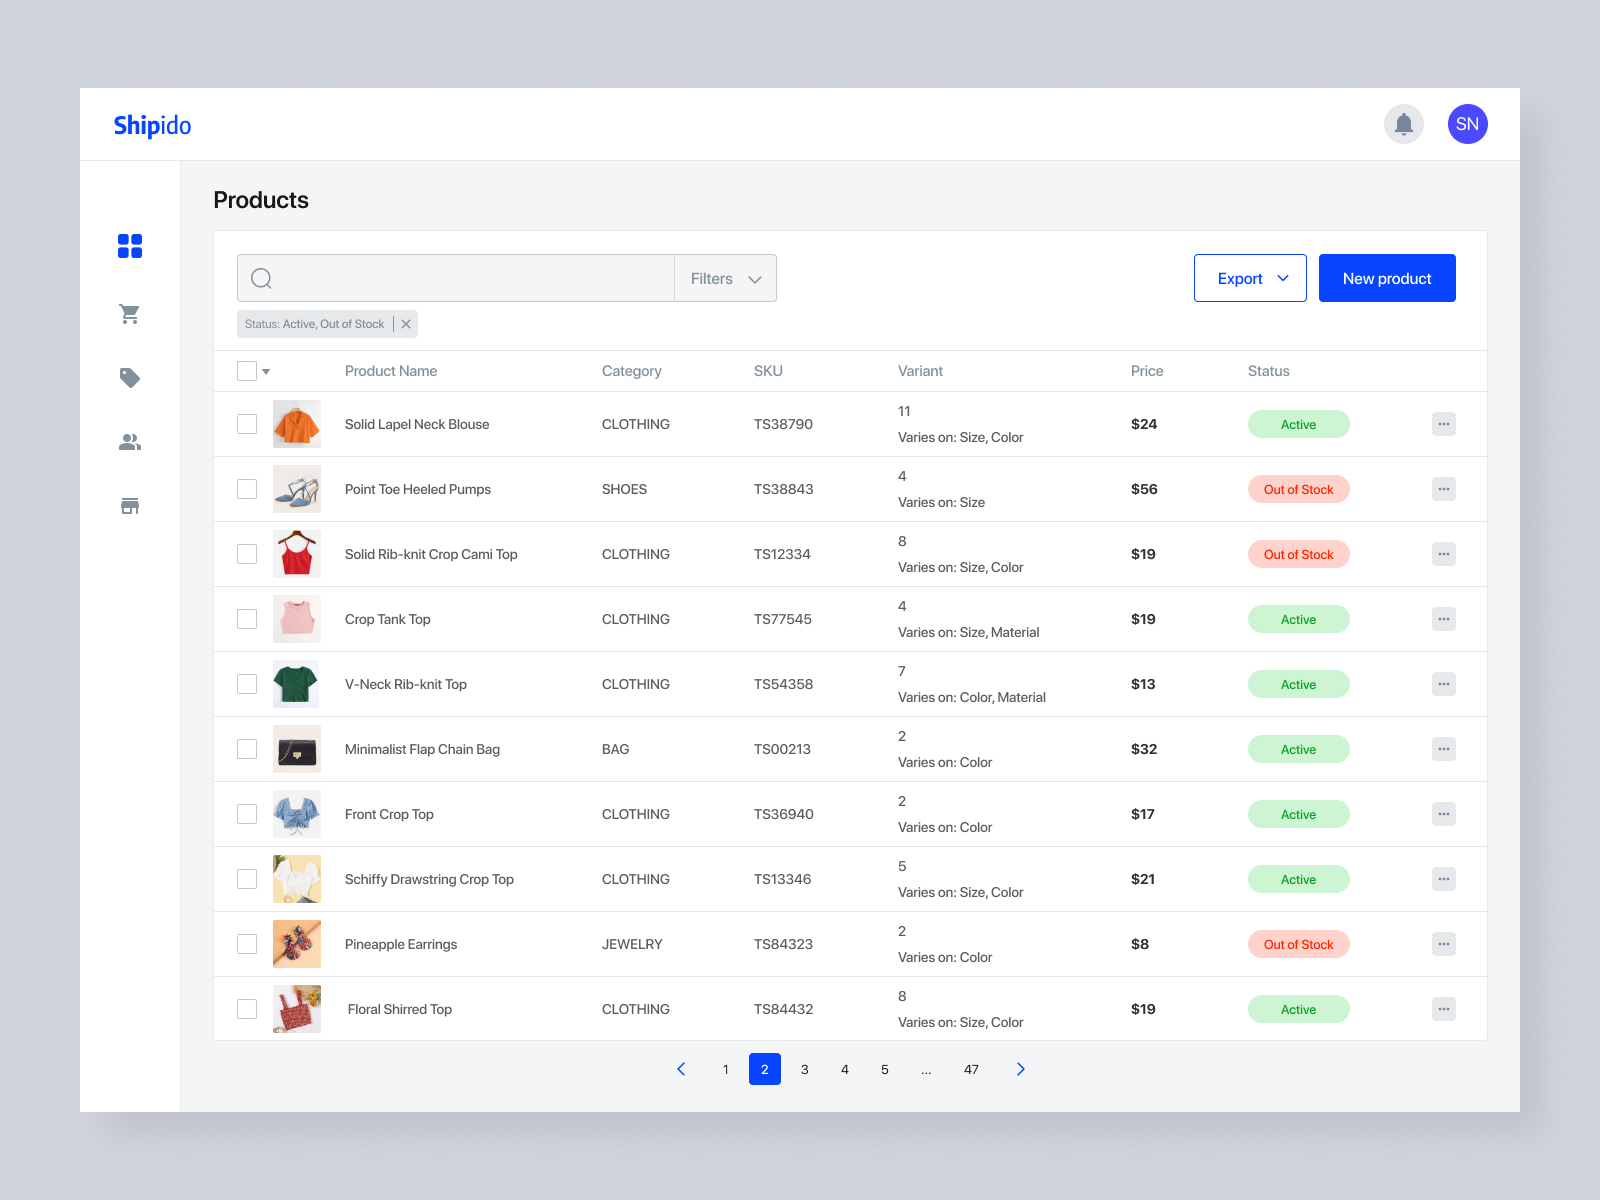 Shipido
SN
Products
Filters
Export
New product
Status: Active, Out of Stock
Product Name Category SKU Variant Price Status
Solid Lapel Neck Blouse CLOTHING TS38790 11 $24 Active
Varies on: Size, Color
Point Toe Heeled Pumps SHOES TS38843 4 $56 Out of Stock
Varies on: Size
Solid Rib-knit Crop Cami Top CLOTHING TS12334 8 $19 Out of Stock
Varies on: Size, Color
Crop Tank Top CLOTHING TS77545 4 $19 Active
Varies on: Size, Material
V-Neck Rib-knit Top CLOTHING TS54358 7 $13 Active
Varies on: Color, Material
Minimalist Flap Chain Bag BAG TS00213 2 $32 Active
Varies on: Color
Front Crop Top CLOTHING TS36940 2 $17 Active
Varies on: Color
Schiffy Drawstring Crop Top CLOTHING TS13346 5 $21 Active
Varies on: Size, Color
Pineapple Earrings JEWELRY TS84323 2 $8 Out of Stock
Varies on: Color
Floral Shirred Top CLOTHING TS84432 8 $19 Active
Varies on: Size, Color
1 2 3 4 5 ... 47